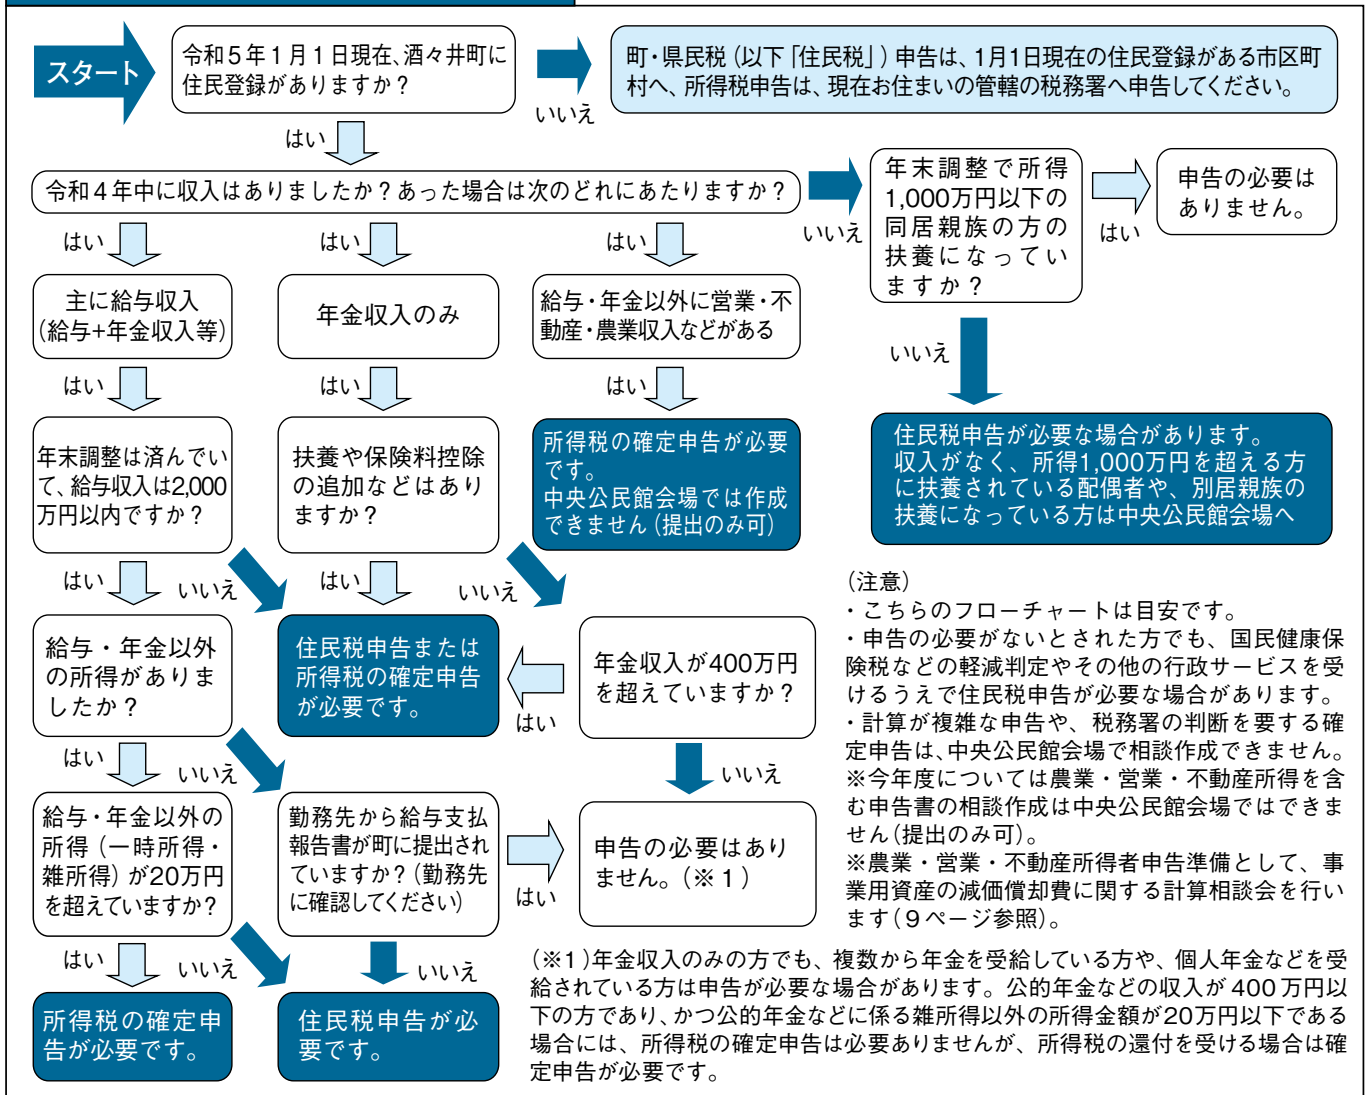 スタート
令和5年1月1日現在、酒々井町に
住民登録がありますか？
いいえ
町・県民税（以下「住民税」）申告は、1月1日現在の住民登録がある市区町
村へ、所得税申告は、現在お住まいの管轄の税務署へ申告してください。
はい
令和4年中に収入はありましたか？あった場合は次のどれにあたりますか？
いいえ
年末調整で所得
1,000万円以下の
同居親族の方の
扶養になってい
ますか？
はい
申告の必要は
ありません。
はい
はい
はい
主に給与収入
（給与+年金収入等）
年金収入のみ
給与・年金以外に営業・不
動産・農業収入などがある
いいえ
はい
はい
はい
年末調整は済んでい
て、給与収入は2,000
万円以内ですか？
扶養や保険料控除
の追加などはあり
ますか？
所得税の確定申告が必要
です。
中央公民館会場では作成
できません（提出のみ可）
住民税申告が必要な場合があります。
収入がなく、所得1,000万円を超える方
に扶養されている配偶者や、別居親族の
扶養になっている方は中央公民館会場へ
はい
いいえ
はい
いいえ
給与・年金以外
の所得がありま
したか？
住民税申告または
所得税の確定申告
が必要です。
はい
年金収入が400万円
を超えていますか？
はい
いいえ
いいえ
給与・年金以外の
所得（一時所得・
雑所得）が20万円
を超えていますか？
勤務先から給与支払
報告書が町に提出され
ていますか？（勤務先
に確認してください）
はい
申告の必要はあり
ません。（※1）
はい
いいえ
いいえ
所得税の確定申
告が必要です。
住民税申告が必
要です。
（注意）
・こちらのフローチャートは目安です。
・申告の必要がないとされた方でも、国民健康保
険税などの軽減判定やその他の行政サービスを受
けるうえで住民税申告が必要な場合があります。
・計算が複雑な申告や、税務署の判断を要する確
定申告は、中央公民館会場で相談作成できません。
※今年度については農業・営業・不動産所得を含
む申告書の相談作成は中央公民館会場ではできま
せん（提出のみ可）。
※農業・営業・不動産所得者申告準備として、事
業用資産の減価償却費に関する計算相談会を行い
ます（9ページ参照）。
（※1）年金収入のみの方でも、複数から年金を受給している方や、個人年金などを受
給されている方は申告が必要な場合があります。公的年金などの収入が400万円以
下の方であり、かつ公的年金などに係る雑所得以外の所得金額が20万円以下である
場合には、所得税の確定申告は必要ありませんが、所得税の還付を受ける場合は確
定申告が必要です。